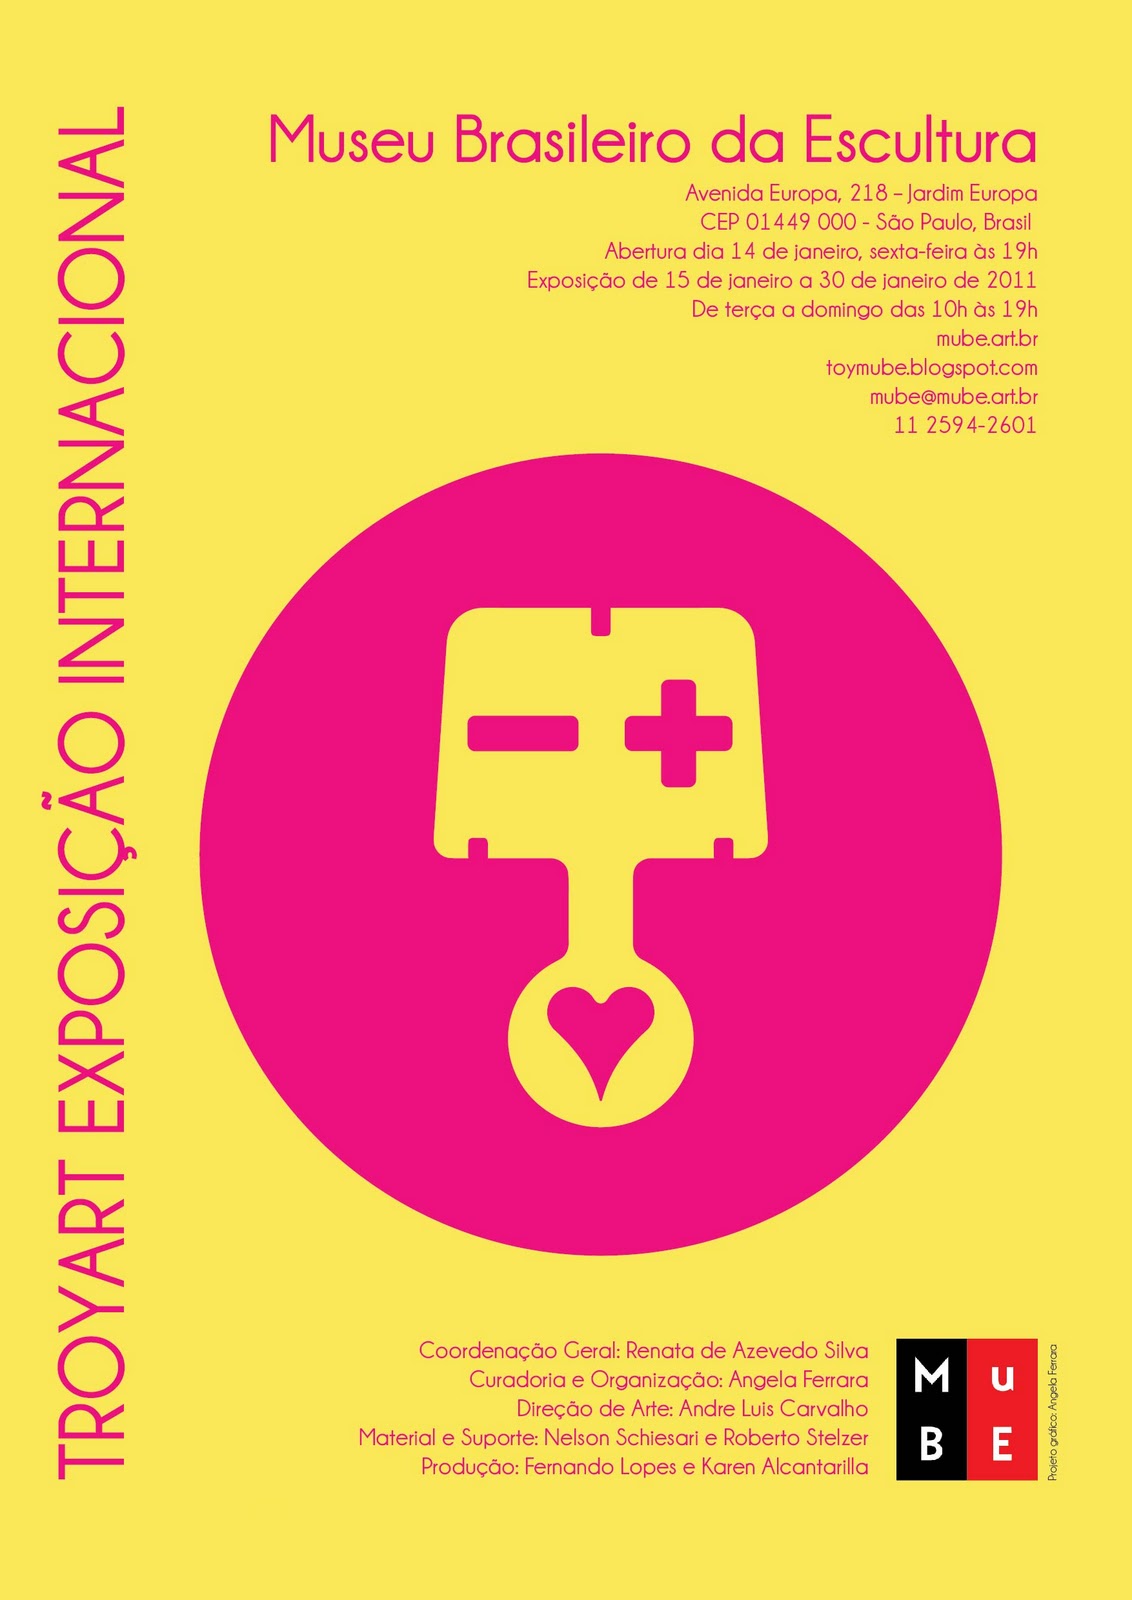 TROYART EXPOSIÇÃO INTERNACIONAL
Museu Brasileiro da Escultura
Avenida Europa, 218 – Jardim Europa
CEP 01449 000 - São Paulo, Brasil
Abertura dia 14 de janeiro, sexta-feira às 19h
Exposição de 15 de janeiro a 30 de janeiro de 2011
De terça a domingo das 10h às 19h
mube.art.br
toymube.blogspot.com
mube@mube.art.br
11 2594-2601
Coordenação Geral: Renata de Azevedo Silva
Curadoria e Organização: Angela Ferrara
Direção de Arte: Andre Luis Carvalho
Material e Suporte: Nelson Schiesari e Roberto Stelzer
Produção: Fernando Lopes e Karen Alcantarilla
M u
B E
Projeto gráfico: Angela Ferrara